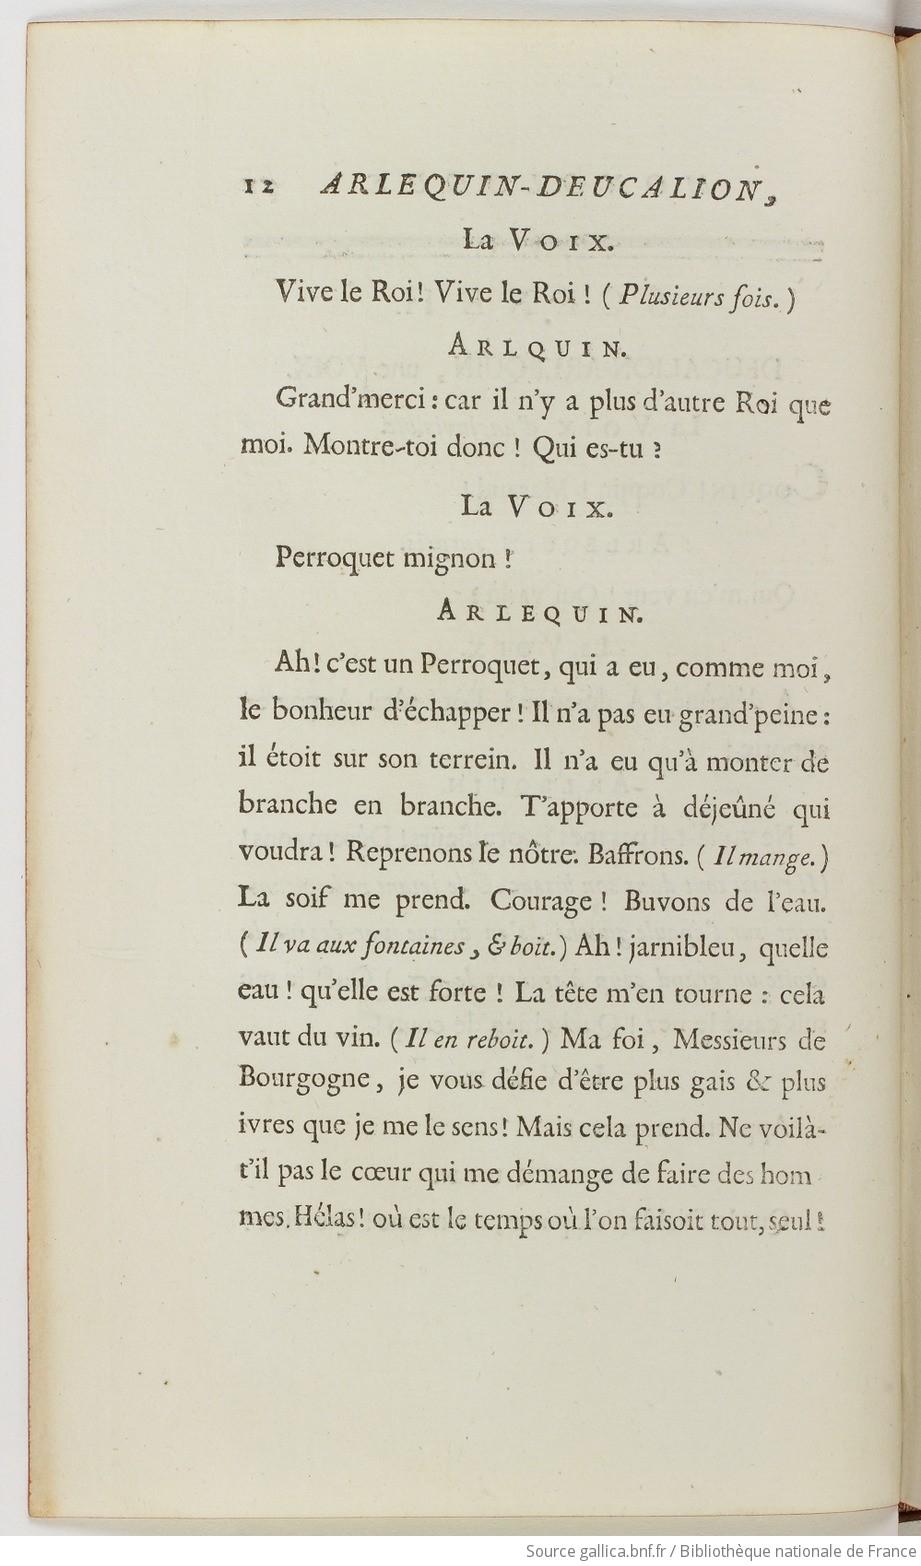 12 ARLEQUIN-DEUCALION,
La Voix.
Vive le Roi! Vive le Roi ! ( Plusieurs fois. )
ARLQUIN.
Grand'merci : car il n'y a plus d'autre Roi que
moi. Montre-toi donc ! Qui es-tu ?
La Voix.
Perroquet mignon !
ARLEQUIN.
Ah! c'est un Perroquet, qui a eu, comme moi,
le bonheur d'échapper ! Il n'a pas eu grand'peine :
il étoit sur son terrein. Il n'a eu qu'à monter de
branche en branche. T'apporte à déjeûné qui
voudra ! Reprenons le nôtre. Baffrons. ( Il mange. )
La soif me prend. Courage ! Buvons de l'eau.
( Il va aux fontaines, & boit. ) Ah ! jarnibleu, quelle
eau ! qu'elle est forte ! La tête m'en tourne : cela
vaut du vin. ( Il en reboit. ) Ma foi, Messieurs de
Bourgogne, je vous défie d'être plus gais & plus
ivres que je me le sens ! Mais cela prend. Ne voilà-
t'il pas le cœur qui me démange de faire des hom
mes. Hélas ! où est le temps où l'on faisoit tout, seul !
Source gallica.bnf.fr / Bibliothèque nationale de France